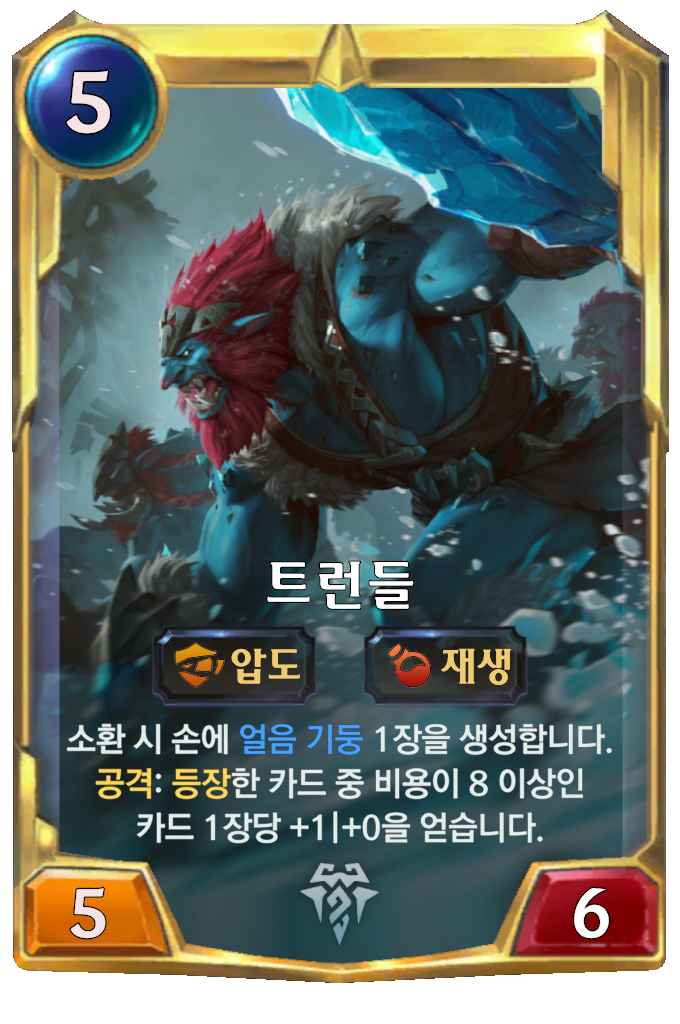 5
트런들
압도 재생
소환 시 손에 얼음 기둥 1장을 생성합니다.
공격: 등장한 카드 중 비용이 8 이상인
카드 1장당 +1|+0을 얻습니다.
5 6